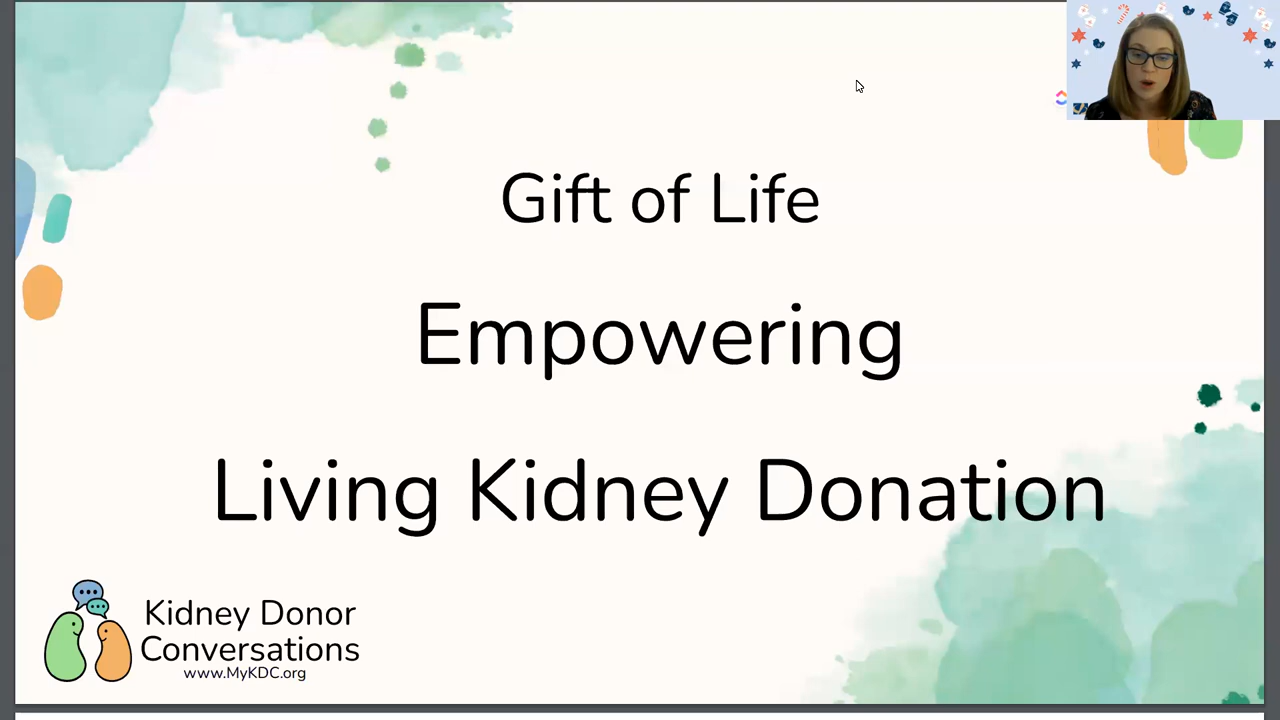 Gift of Life
Empowering
Living Kidney Donation
Kidney Donor
Conversations
www.MyKDC.org